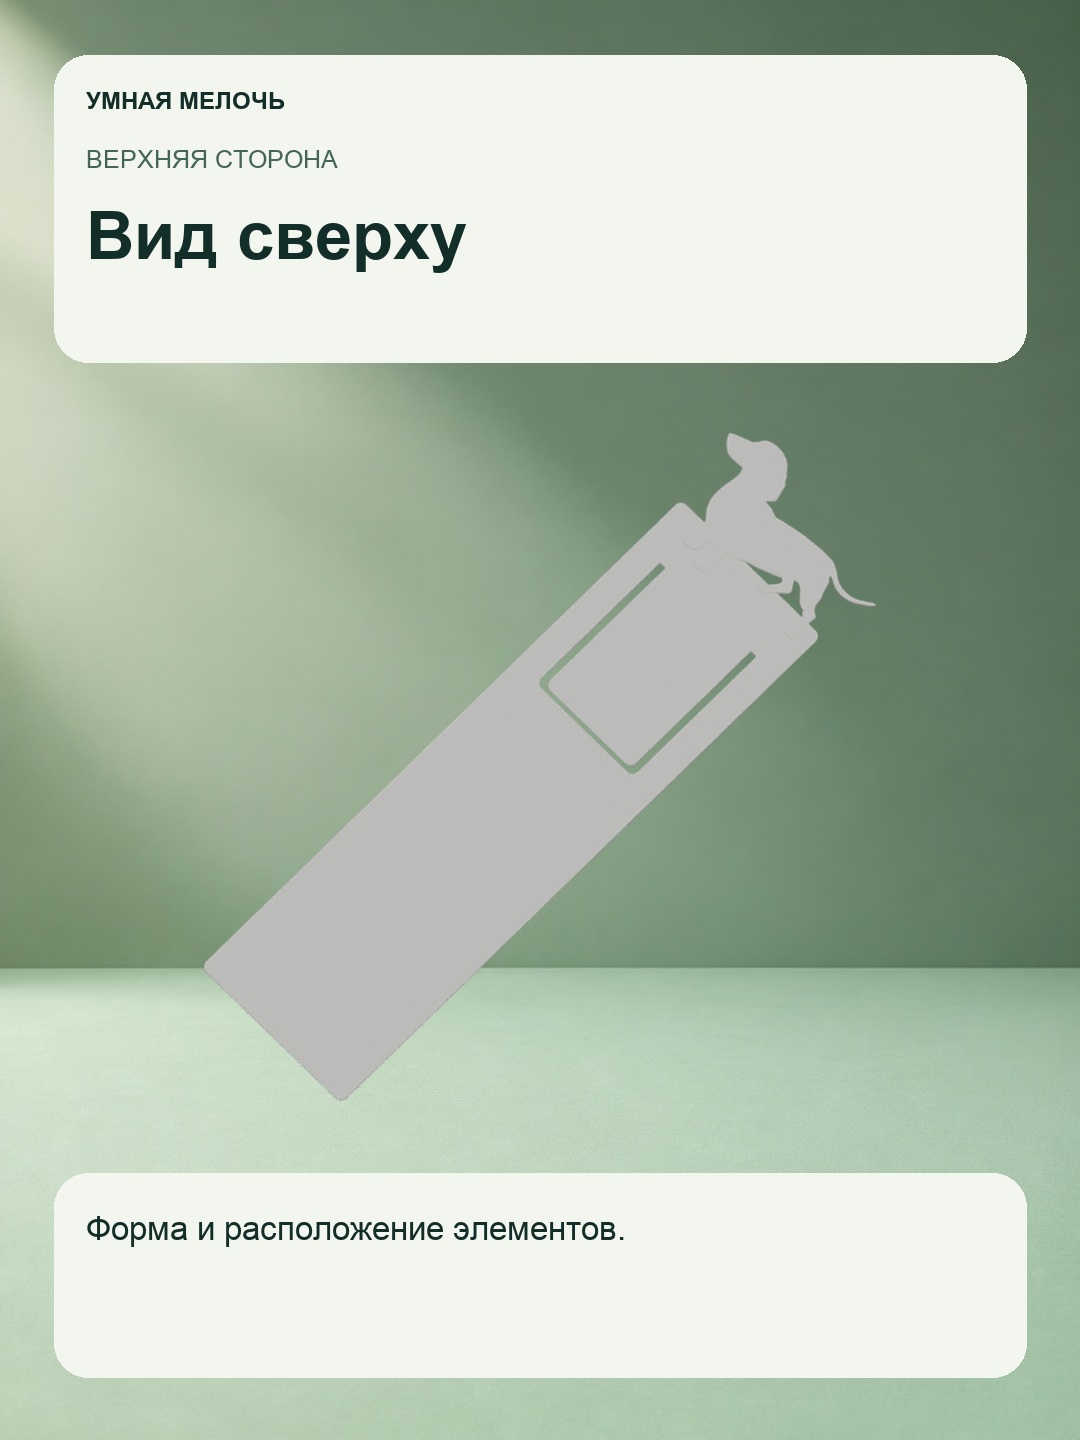 УМНАЯ МЕЛОЧЬ
ВЕРХНЯЯ СТОРОНА
Вид сверху
Форма и расположение элементов.